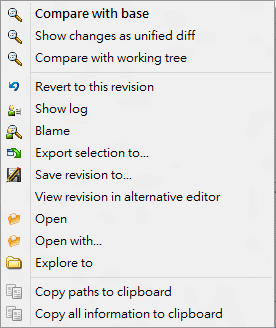 Compare with base
Show changes as unified diff
Compare with working tree
Revert to this revision
Show log
Blame
Export selection to...
Save revision to...
View revision in alternative editor
Open
Open with...
Explore to
Copy paths to clipboard
Copy all information to clipboard